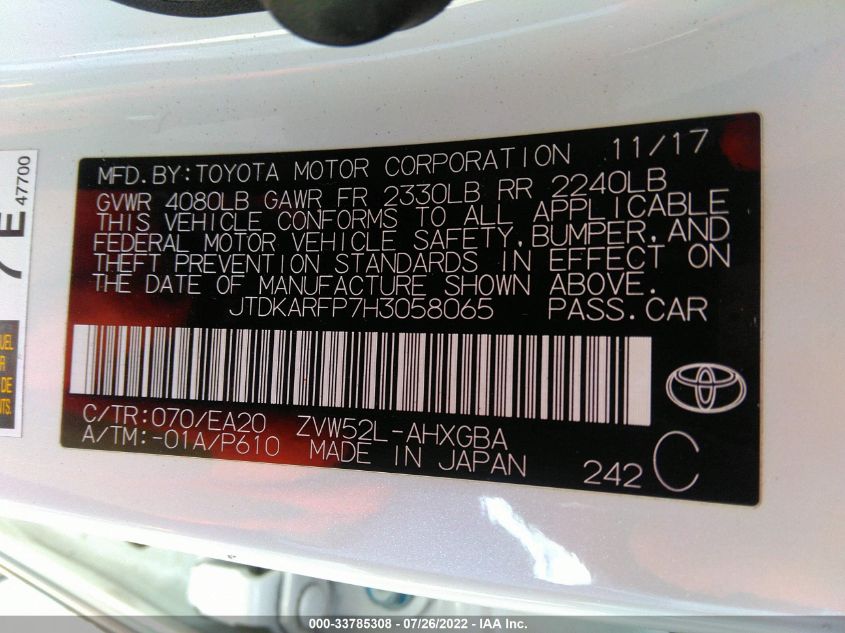 MFD.BY:TOYOTA MOTOR CORPORATION 11/17
GVWR 4080LB GAWR FR 2330LB RR 2240LB
THIS VEHICLE CONFORMS TO ALL APPLICABLE
FEDERAL MOTOR VEHICLE SAFETY,BUMPER,AND
THEFT PREVENTION STANDARDS IN EFFECT ON
THE DATE OF MANUFACTURE SHOWN ABOVE.
JTDKARFP7H3058065 PASS.CAR
C/TR:070/EA20 ZVW52L-AHXGBA
A/TM:-01A/P610 MADE IN JAPAN
242 C
7E
47700
DE
000-33785308 | 07/26/2022 - IAA Inc.